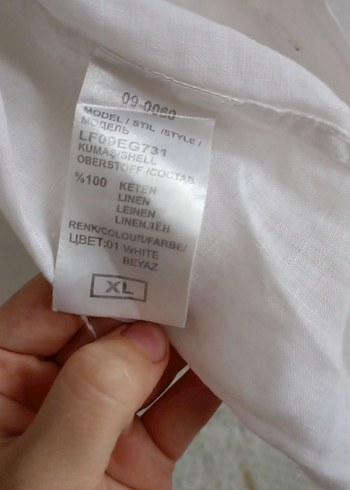 09-0060
MODEL / STIL /STYLE /
МОДЕЛЬ
LF09EG731
KUMAŞ/SHELL
OBERSTOFF /СОСТАВ
%100 KETEN
LINEN
LEINEN
LINEN.ТЕН
RENK/COLOUR/FARBE/
ЦВЕТ:01 WHITE
BEYAZ
XL